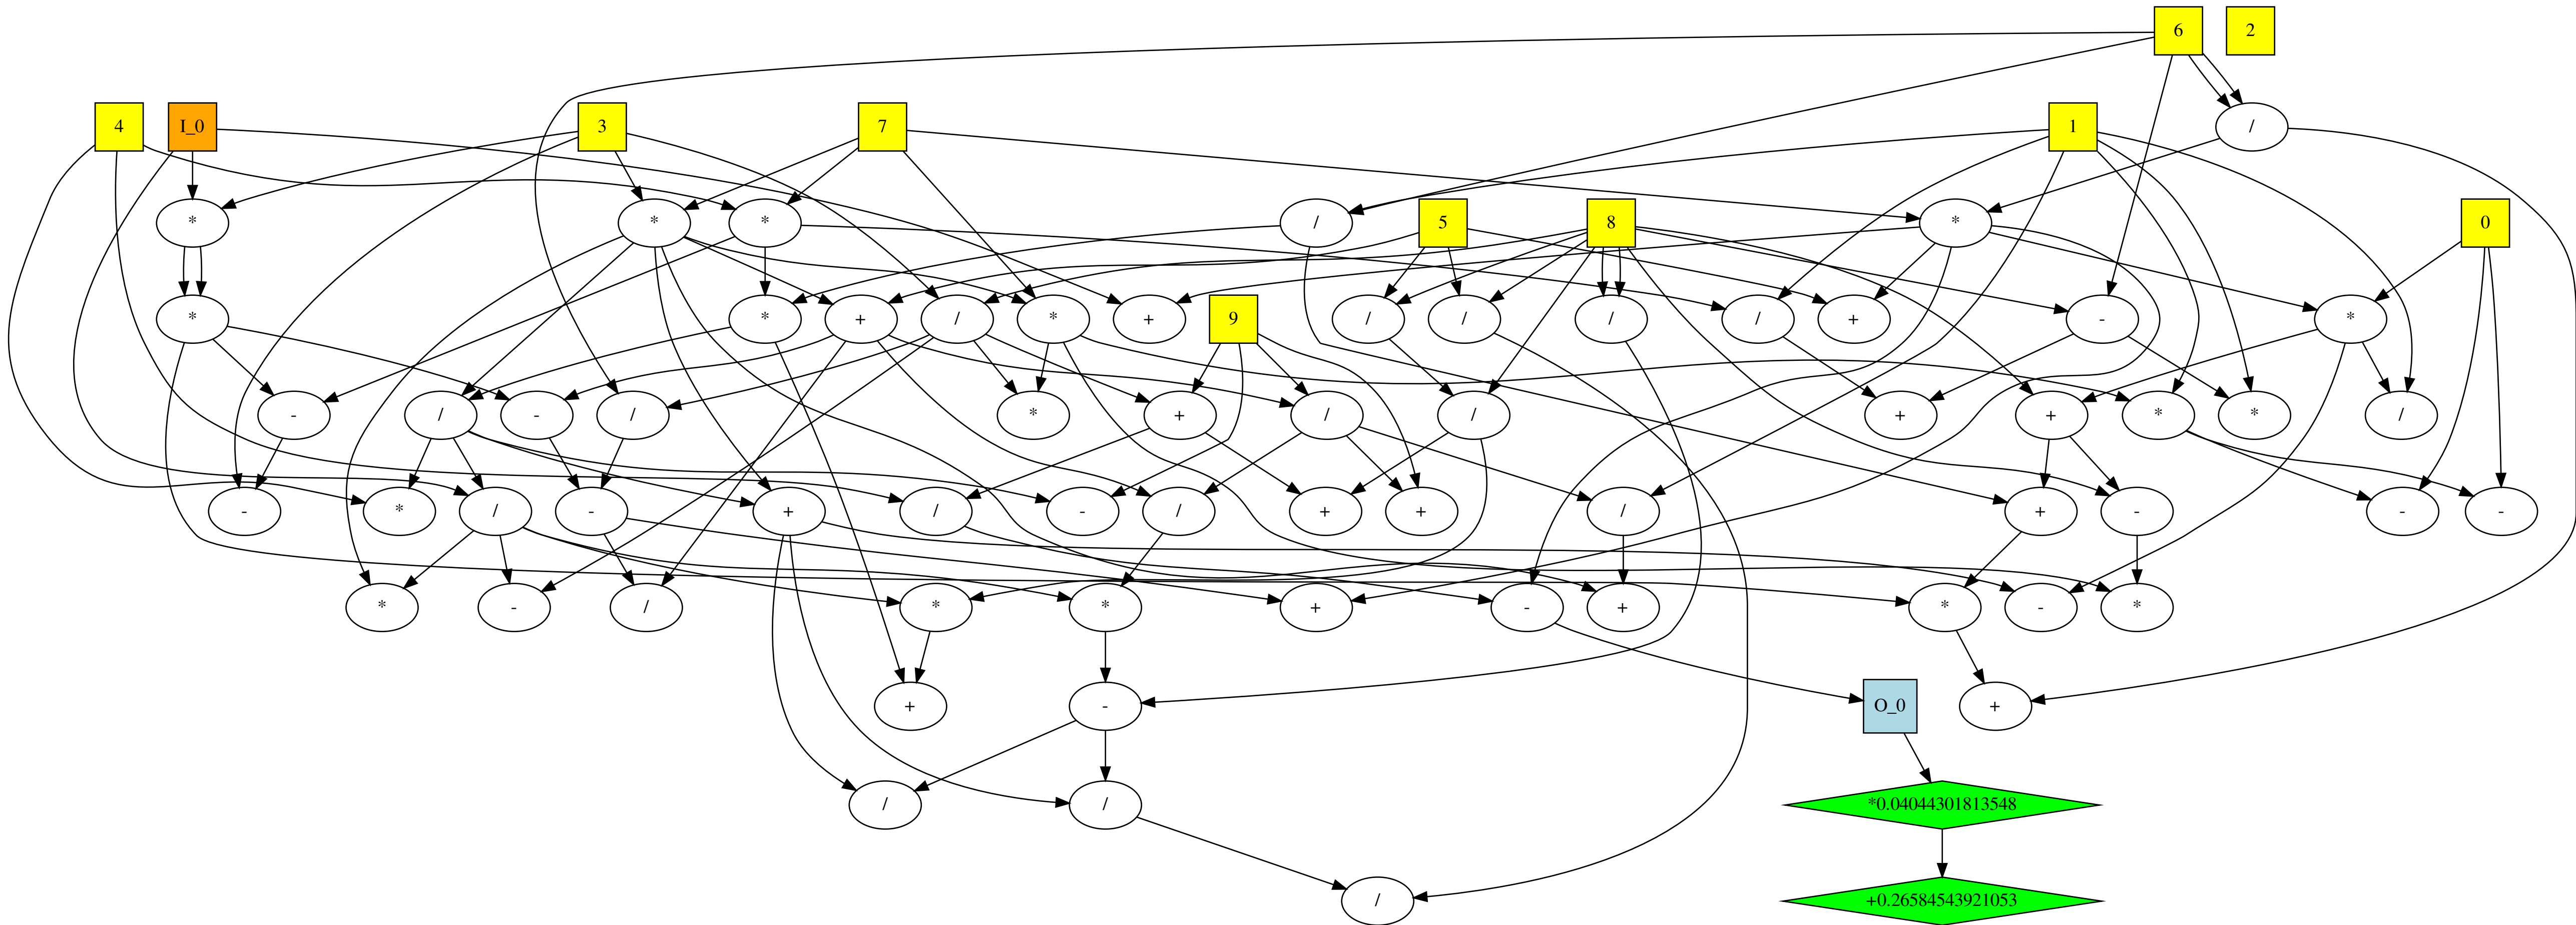 6 2
4 I_0 3 7 1 /
* * * / 5 8 * 0
* * + / * + / / / / + - *
9
- / - / * + / / + + * * /
- * / - + / - / + + / + - - -
* - / * * + - + * - *
+ - O_0 +
/ / *0.04044301813548
/ +0.26584543921053